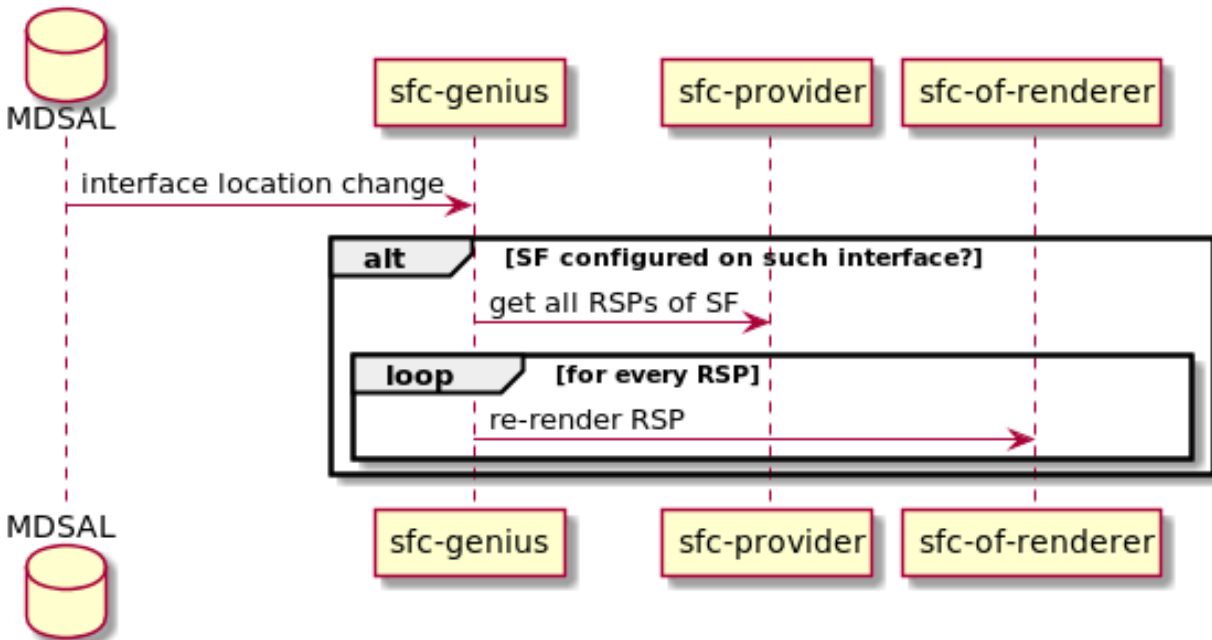 MDSAL
sfc-genius
sfc-provider
sfc-of-renderer
interface location change
alt
[SF configured on such interface?]
get all RSPs of SF
loop
[for every RSP]
re-render RSP
MDSAL
sfc-genius
sfc-provider
sfc-of-renderer